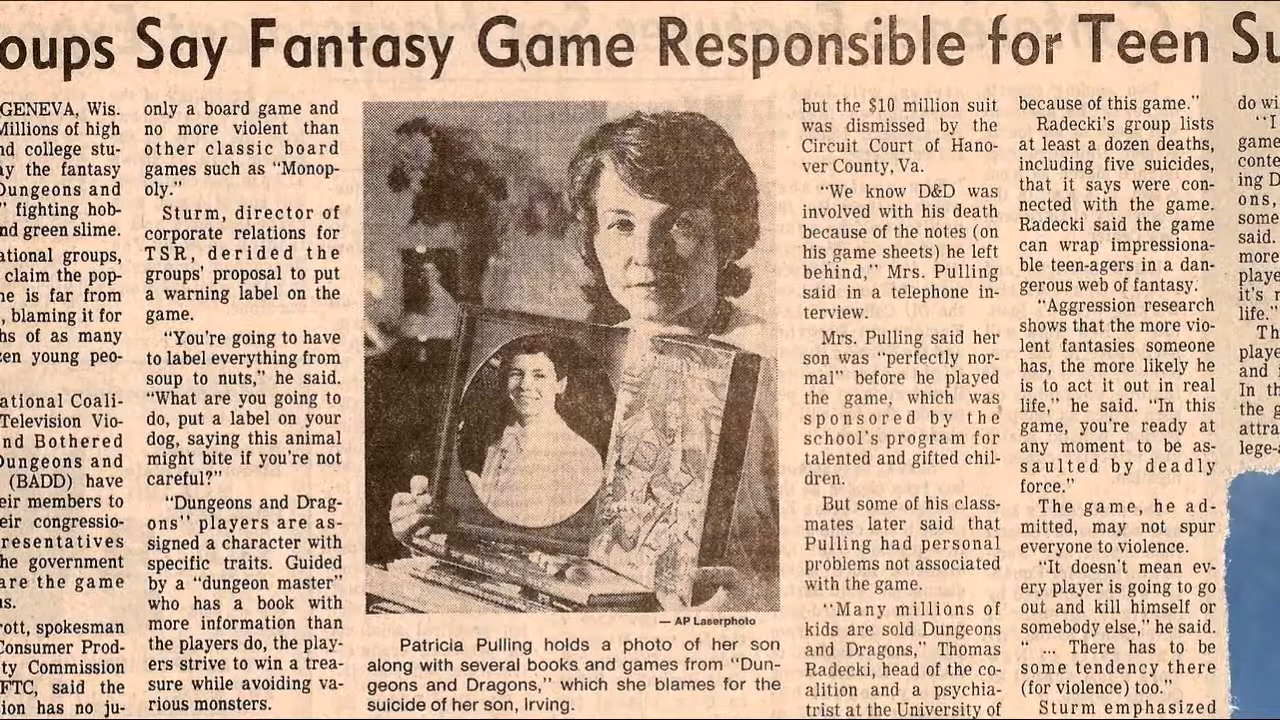 oups Say Fantasy Game Responsible for Teen Su
GENEVA, Wis.
Millions of high
nd college stu-
ay the fantasy
Dungeons and
" fighting hob-
nd green slime.
ational groups,
claim the pop-
ne is far from
, blaming it for
hs of as many
zen young peo-
ational Coali-
Television Vio-
nd Bothered
Dungeons and
(BADD) have
eir members to
eir congressio-
resentatives
he government
are the game
us.
rott, spokesman
Consumer Prod-
ty Commission
FTC, said the
ion has no ju-
only a board game and
no more violent than
other classic board
games such as "Monop-
oly."
Sturm, director of
corporate relations for
TSR, derided the
groups' proposal to put
a warning label on the
game.
"You're going to have
to label everything from
soup to nuts," he said.
"What are you going to
do, put a label on your
dog, saying this animal
might bite if you're not
careful?"
"Dungeons and Drag-
ons" players are as-
signed a character with
specific traits. Guided
by a "dungeon master"
who has a book with
more information than
the players do, the play-
ers strive to win a trea-
sure while avoiding va-
rious monsters.
— AP Laserphoto
Patricia Pulling holds a photo of her son
along with several books and games from "Dun-
geons and Dragons," which she blames for the
suicide of her son, Irving.
but the $10 million suit
was dismissed by the
Circuit Court of Hano-
ver County, Va.
"We know D&D was
involved with his death
because of the notes (on
his game sheets) he left
behind," Mrs. Pulling
said in a telephone in-
terview.
Mrs. Pulling said her
son was "perfectly nor-
mal" before he played
the game, which was
sponsored by the
school's program for
talented and gifted chil-
dren.
But some of his class-
mates later said that
Pulling had personal
problems not associated
with the game.
"Many millions of
kids are sold Dungeons
and Dragons," Thomas
Radecki, head of the co-
alition and a psychia-
trist at the University of
because of this game."
Radecki's group lists
at least a dozen deaths,
including five suicides,
that it says were con-
nected with the game.
Radecki said the game
can wrap impressiona-
ble teen-agers in a dan-
gerous web of fantasy.
"Aggression research
shows that the more vio-
lent fantasies someone
has, the more likely he
is to act it out in real
life," he said. "In this
game, you're ready at
any moment to be as-
saulted by deadly
force."
The game, he ad-
mitted, may not spur
everyone to violence.
"It doesn't mean ev-
ery player is going to go
out and kill himself or
somebody else," he said.
" ... There has to be
some tendency there
(for violence) too."
Sturm emphasized
do wi
"I
game
conte
ing D
ons,
some
said.
more
playe
it's r
life."
Th
playe
and i
In th
the g
attra
lege-a